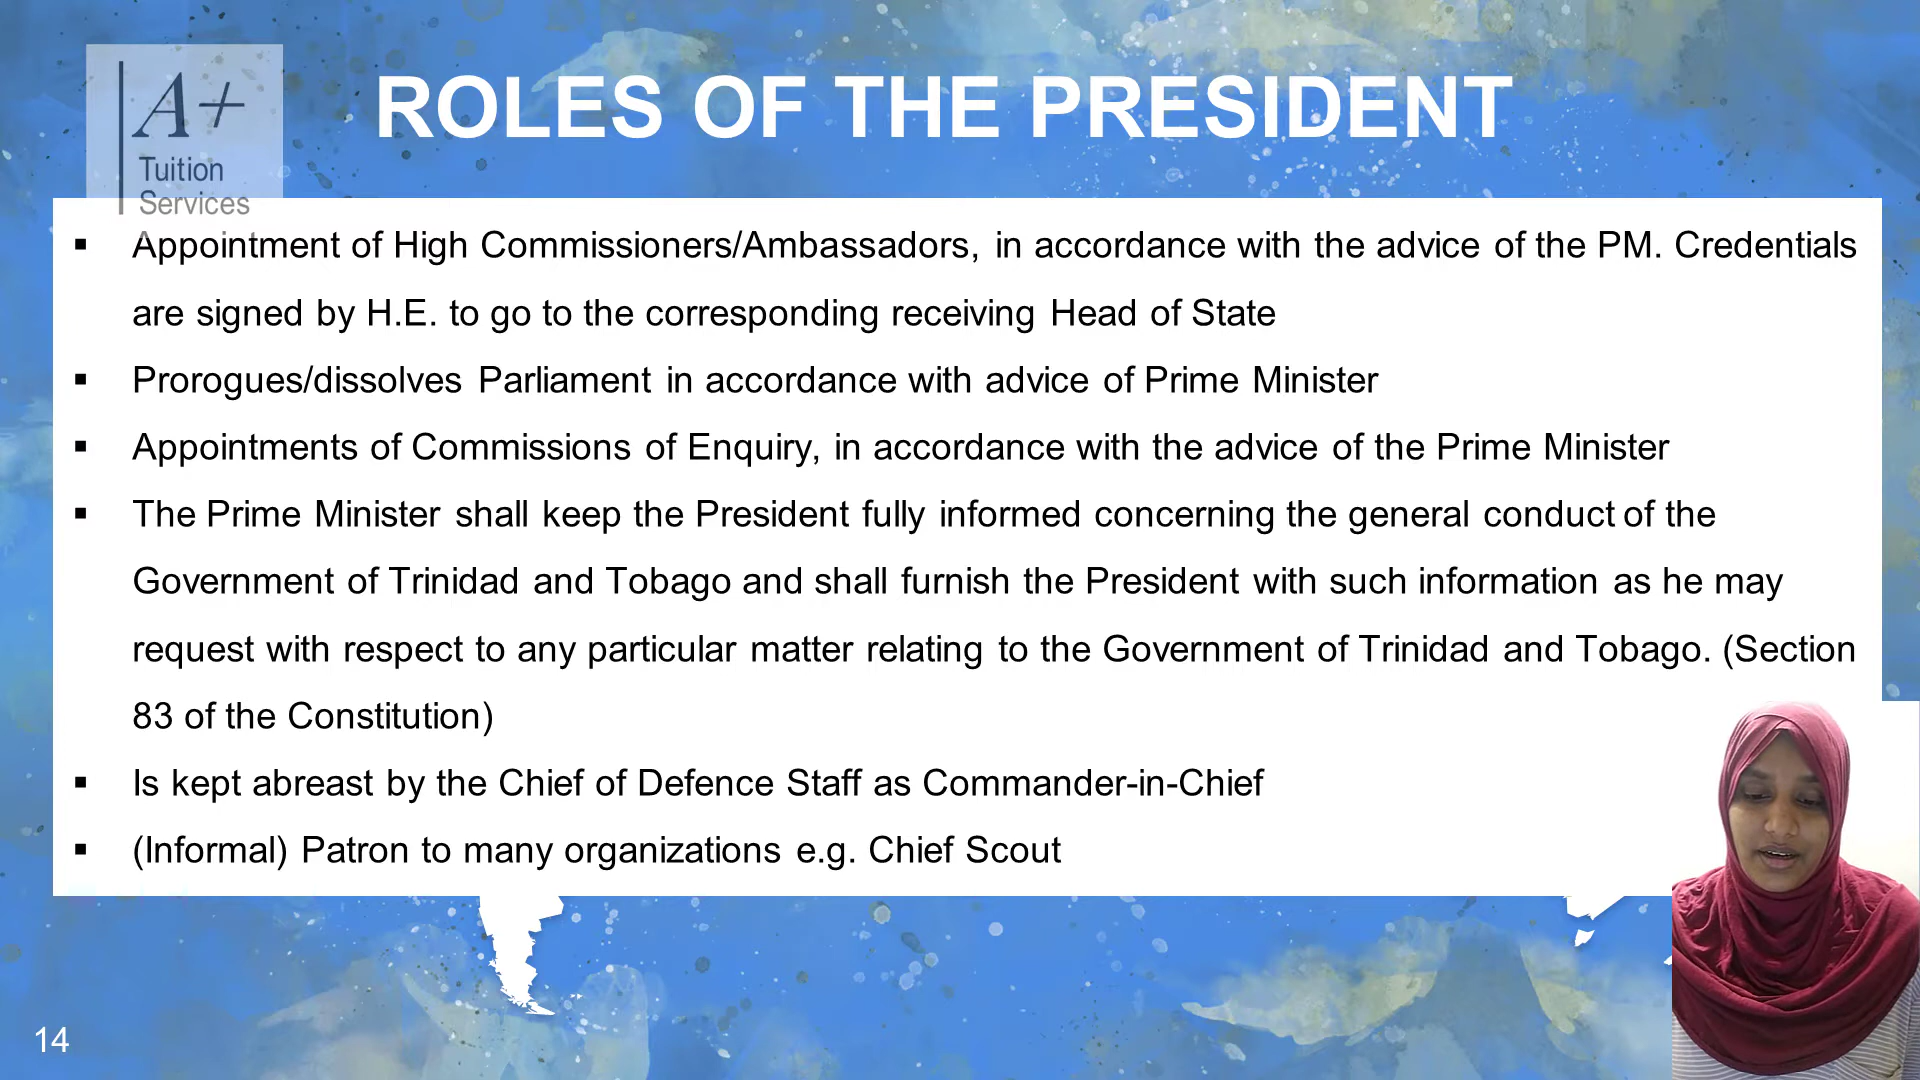 A+
Tuition
Services
ROLES OF THE PRESIDENT
▪ Appointment of High Commissioners/Ambassadors, in accordance with the advice of the PM. Credentials
are signed by H.E. to go to the corresponding receiving Head of State
▪ Prorogues/dissolves Parliament in accordance with advice of Prime Minister
▪ Appointments of Commissions of Enquiry, in accordance with the advice of the Prime Minister
▪ The Prime Minister shall keep the President fully informed concerning the general conduct of the
Government of Trinidad and Tobago and shall furnish the President with such information as he may
request with respect to any particular matter relating to the Government of Trinidad and Tobago. (Section
83 of the Constitution)
▪ Is kept abreast by the Chief of Defence Staff as Commander-in-Chief
▪ (Informal) Patron to many organizations e.g. Chief Scout
14